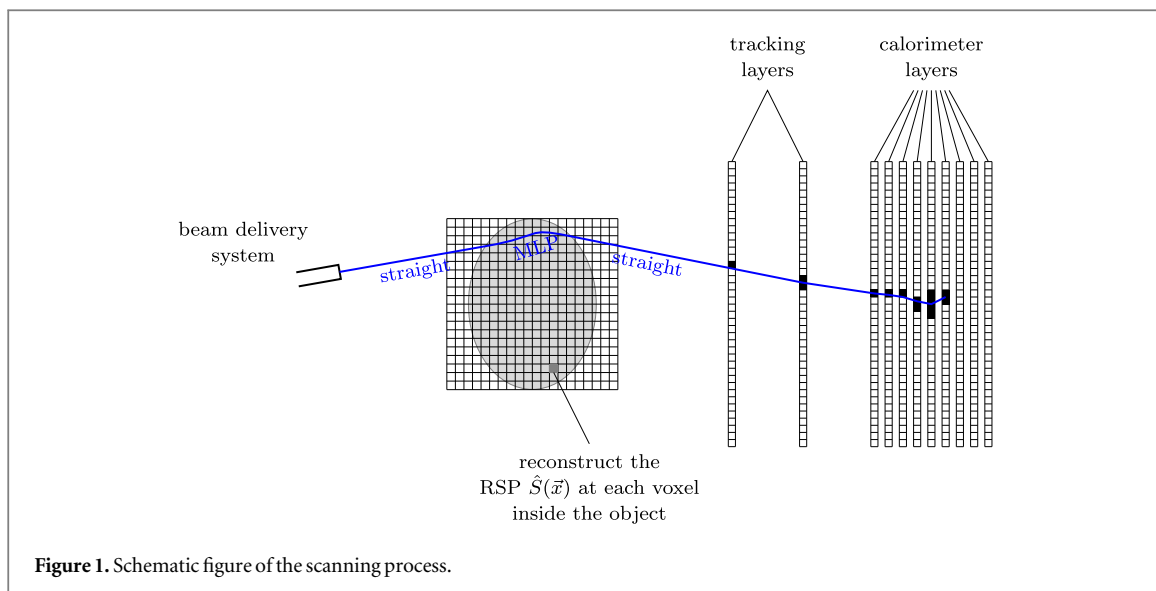 tracking
layers
calorimeter
layers
beam delivery
system
straight
MLP
straight
reconstruct the
RSP Ŝ(x⃗) at each voxel
inside the object
Figure 1. Schematic figure of the scanning process.